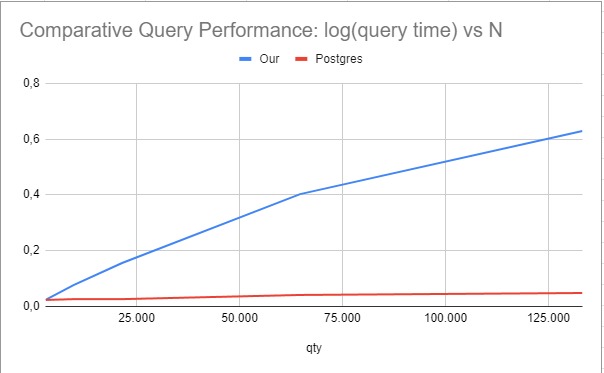 Comparative Query Performance: log(query time) vs N
Our Postgres
0,8
0,6
0,4
0,2
0,0
25.000 50.000 75.000 100.000 125.000
qty